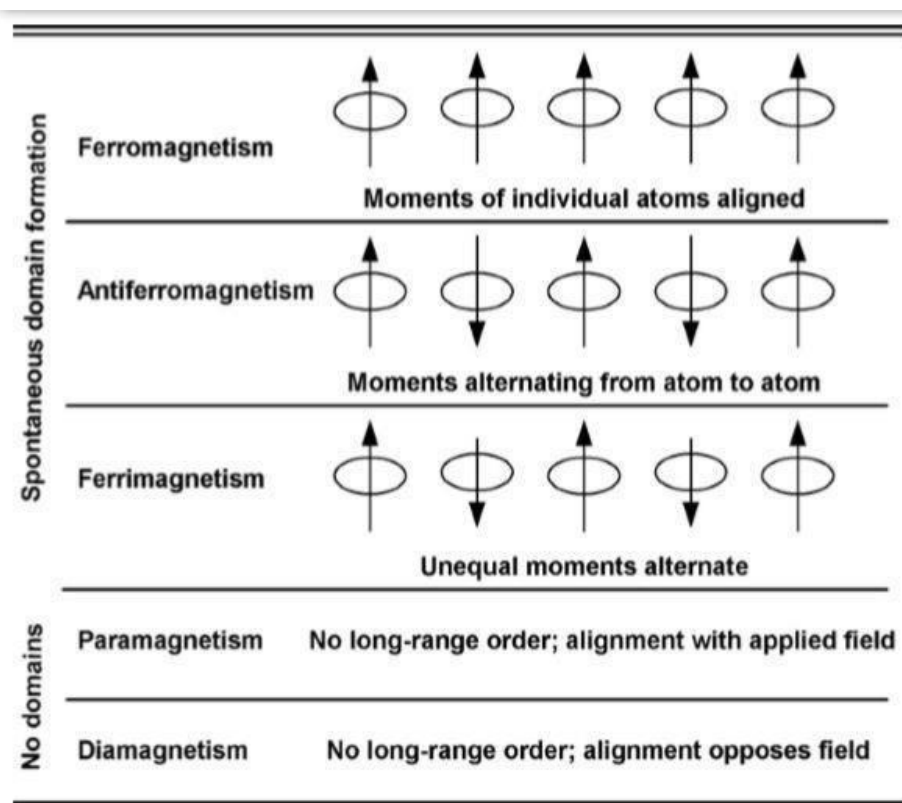 Spontaneous domain formation
Ferromagnetism
Moments of individual atoms aligned
Antiferromagnetism
Moments alternating from atom to atom
Ferrimagnetism
Unequal moments alternate
No domains
Paramagnetism No long-range order; alignment with applied field
Diamagnetism No long-range order; alignment opposes field